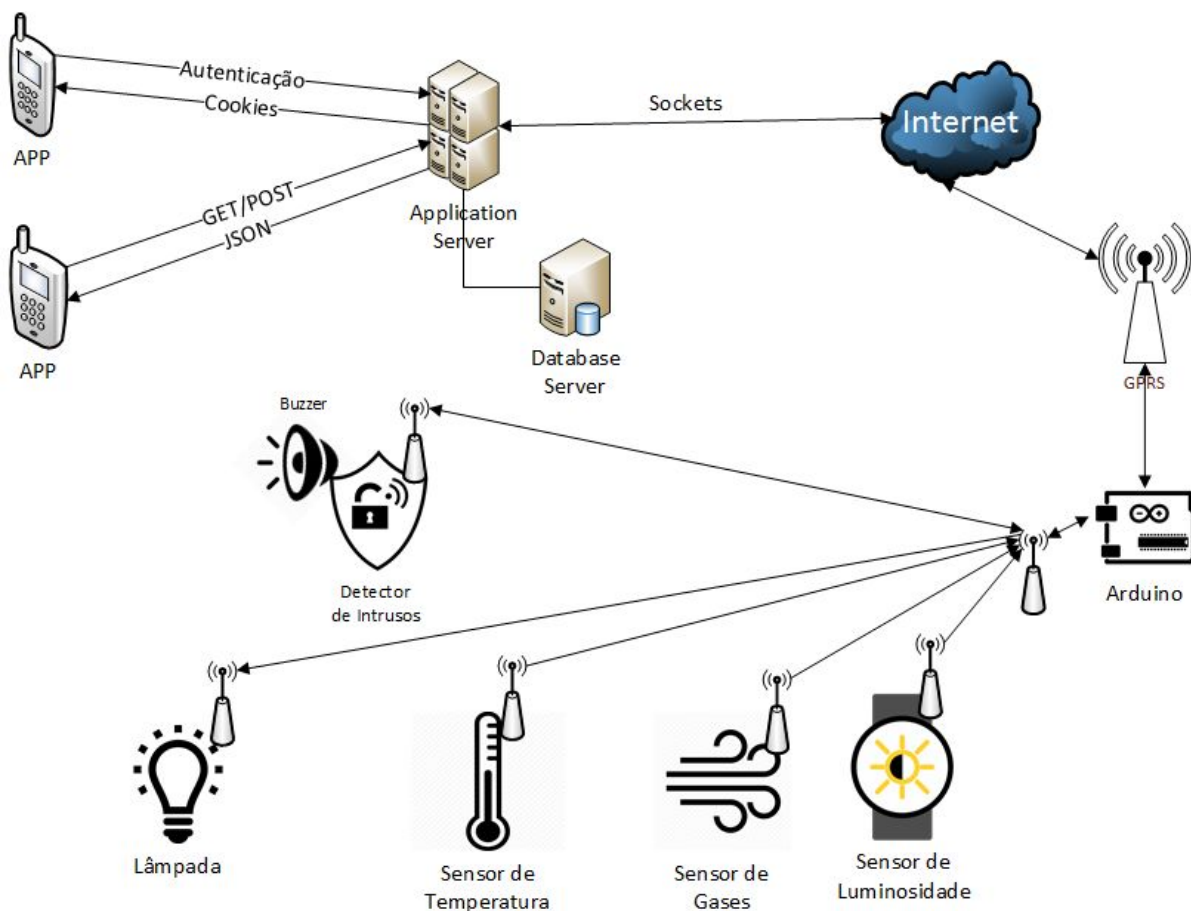 Autenticação
Cookies
APP
Sockets
Internet
GET/POST
JSON
Application
Server
APP
Database
Server
GPRS
Buzzer
Detector
de Intrusos
Arduino
Lâmpada
Sensor de
Temperatura
Sensor de
Gases
Sensor de
Luminosidade